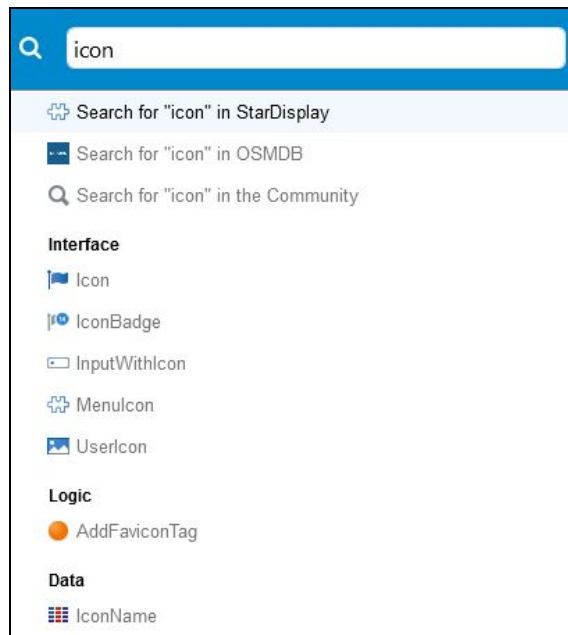 icon
Search for "icon" in StarDisplay
Search for "icon" in OSMDB
Search for "icon" in the Community
Interface
Icon
IconBadge
InputWithIcon
MenuIcon
UserIcon
Logic
AddFaviconTag
Data
IconName